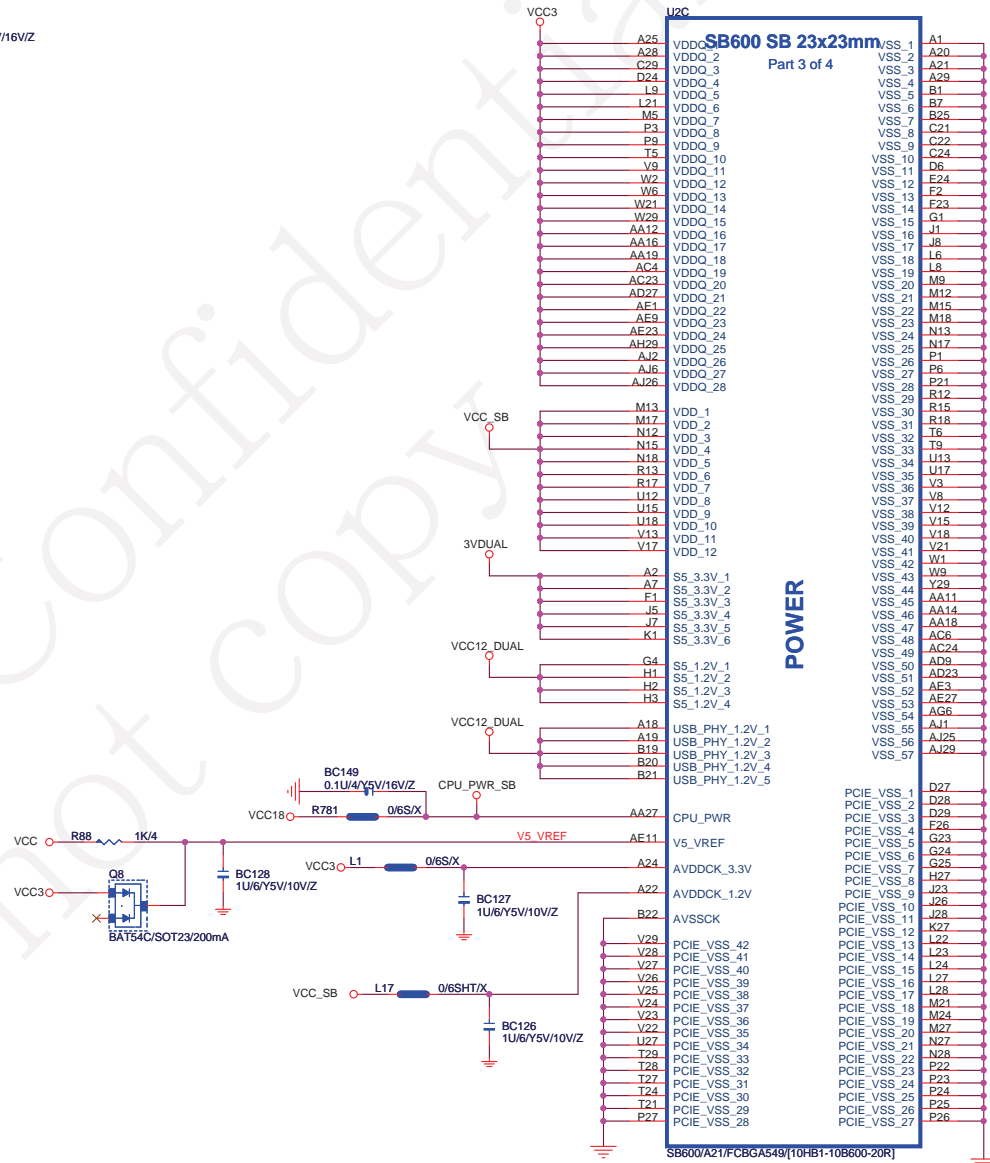 /16V/Z
Confidential
not copy
VCC3
U2C
SB600 SB 23x23mm
Part 3 of 4
POWER
A25 VDDQ_1
A28 VDDQ_2
C29 VDDQ_3
D24 VDDQ_4
L9 VDDQ_5
L21 VDDQ_6
M5 VDDQ_7
P3 VDDQ_8
P9 VDDQ_9
T5 VDDQ_10
V9 VDDQ_11
W2 VDDQ_12
W6 VDDQ_13
W21 VDDQ_14
W29 VDDQ_15
AA12 VDDQ_16
AA16 VDDQ_17
AA19 VDDQ_18
AC4 VDDQ_19
AC23 VDDQ_20
AD27 VDDQ_21
AE1 VDDQ_22
AE9 VDDQ_23
AE23 VDDQ_24
AH29 VDDQ_25
AJ2 VDDQ_26
AJ6 VDDQ_27
AJ26 VDDQ_28
VCC_SB
M13 VDD_1
M17 VDD_2
N12 VDD_3
N15 VDD_4
N18 VDD_5
R13 VDD_6
R17 VDD_7
U12 VDD_8
U15 VDD_9
U18 VDD_10
V13 VDD_11
V17 VDD_12
3VDUAL
A2 S5_3.3V_1
A7 S5_3.3V_2
F1 S5_3.3V_3
J5 S5_3.3V_4
J7 S5_3.3V_5
K1 S5_3.3V_6
VCC12_DUAL
G4 S5_1.2V_1
H1 S5_1.2V_2
H2 S5_1.2V_3
H3 S5_1.2V_4
VCC12_DUAL
A18 USB_PHY_1.2V_1
A19 USB_PHY_1.2V_2
B19 USB_PHY_1.2V_3
B20 USB_PHY_1.2V_4
B21 USB_PHY_1.2V_5
BC149
0.1U/4/Y5V/16V/Z
CPU_PWR_SB
VCC18 R781 0/6S/X
AA27 CPU_PWR
VCC R88 1K/4 V5_VREF
AE11 V5_VREF
VCC3 Q8
BAT54C/SOT23/200mA
BC128
1U/6/Y5V/10V/Z
VCC3 L1 0/6S/X
A24 AVDDCK_3.3V
BC127
1U/6/Y5V/10V/Z
A22 AVDDCK_1.2V
B22 AVSSCK
VCC_SB L17 0/6SHT/X
BC126
1U/6/Y5V/10V/Z
V29 PCIE_VSS_42
V28 PCIE_VSS_41
V27 PCIE_VSS_40
V26 PCIE_VSS_39
V25 PCIE_VSS_38
V24 PCIE_VSS_37
V23 PCIE_VSS_36
V22 PCIE_VSS_35
U27 PCIE_VSS_34
T29 PCIE_VSS_33
T28 PCIE_VSS_32
T27 PCIE_VSS_31
T24 PCIE_VSS_30
T21 PCIE_VSS_29
P27 PCIE_VSS_28
VSS_1 A1
VSS_2 A20
VSS_3 A21
VSS_4 A29
VSS_5 B1
VSS_6 B7
VSS_7 B25
VSS_8 C21
VSS_9 C22
VSS_10 C24
VSS_11 D6
VSS_12 E24
VSS_13 F2
VSS_14 F23
VSS_15 G1
VSS_16 J1
VSS_17 J8
VSS_18 L6
VSS_19 L8
VSS_20 M9
VSS_21 M12
VSS_22 M15
VSS_23 M18
VSS_24 N13
VSS_25 N17
VSS_26 P1
VSS_27 P6
VSS_28 P21
VSS_29 R12
VSS_30 R15
VSS_31 R18
VSS_32 T6
VSS_33 T9
VSS_34 U13
VSS_35 U17
VSS_36 V3
VSS_37 V8
VSS_38 V12
VSS_39 V15
VSS_40 V18
VSS_41 V21
VSS_42 W1
VSS_43 W9
VSS_44 Y29
VSS_45 AA11
VSS_46 AA14
VSS_47 AA18
VSS_48 AC6
VSS_49 AC24
VSS_50 AD9
VSS_51 AD23
VSS_52 AE3
VSS_53 AE27
VSS_54 AG6
VSS_55 AJ1
VSS_56 AJ25
VSS_57 AJ29
PCIE_VSS_1 D27
PCIE_VSS_2 D28
PCIE_VSS_3 D29
PCIE_VSS_4 F26
PCIE_VSS_5 G23
PCIE_VSS_6 G24
PCIE_VSS_7 G25
PCIE_VSS_8 H27
PCIE_VSS_9 J23
PCIE_VSS_10 J26
PCIE_VSS_11 J28
PCIE_VSS_12 K27
PCIE_VSS_13 L22
PCIE_VSS_14 L23
PCIE_VSS_15 L24
PCIE_VSS_16 L27
PCIE_VSS_17 L28
PCIE_VSS_18 M21
PCIE_VSS_19 M24
PCIE_VSS_20 M27
PCIE_VSS_21 N27
PCIE_VSS_22 N28
PCIE_VSS_23 P22
PCIE_VSS_24 P23
PCIE_VSS_25 P24
PCIE_VSS_26 P25
PCIE_VSS_27 P26
SB600/A21/FCBGA549/[10HB1-10B600-20R]